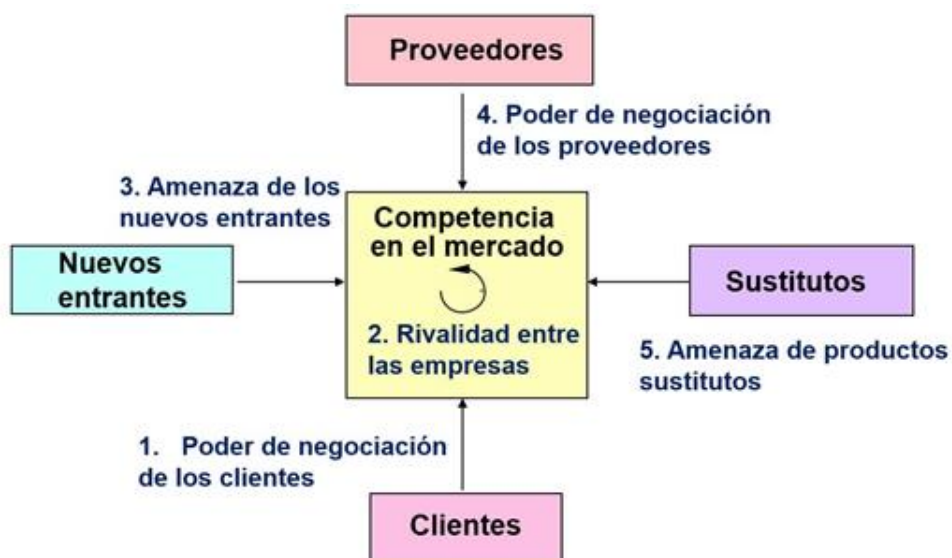 Proveedores
4. Poder de negociación
de los proveedores
3. Amenaza de los
nuevos entrantes
Competencia
en el mercado
Nuevos
entrantes
Sustitutos
2. Rivalidad entre
las empresas
5. Amenaza de productos
sustitutos
1. Poder de negociación
de los clientes
Clientes